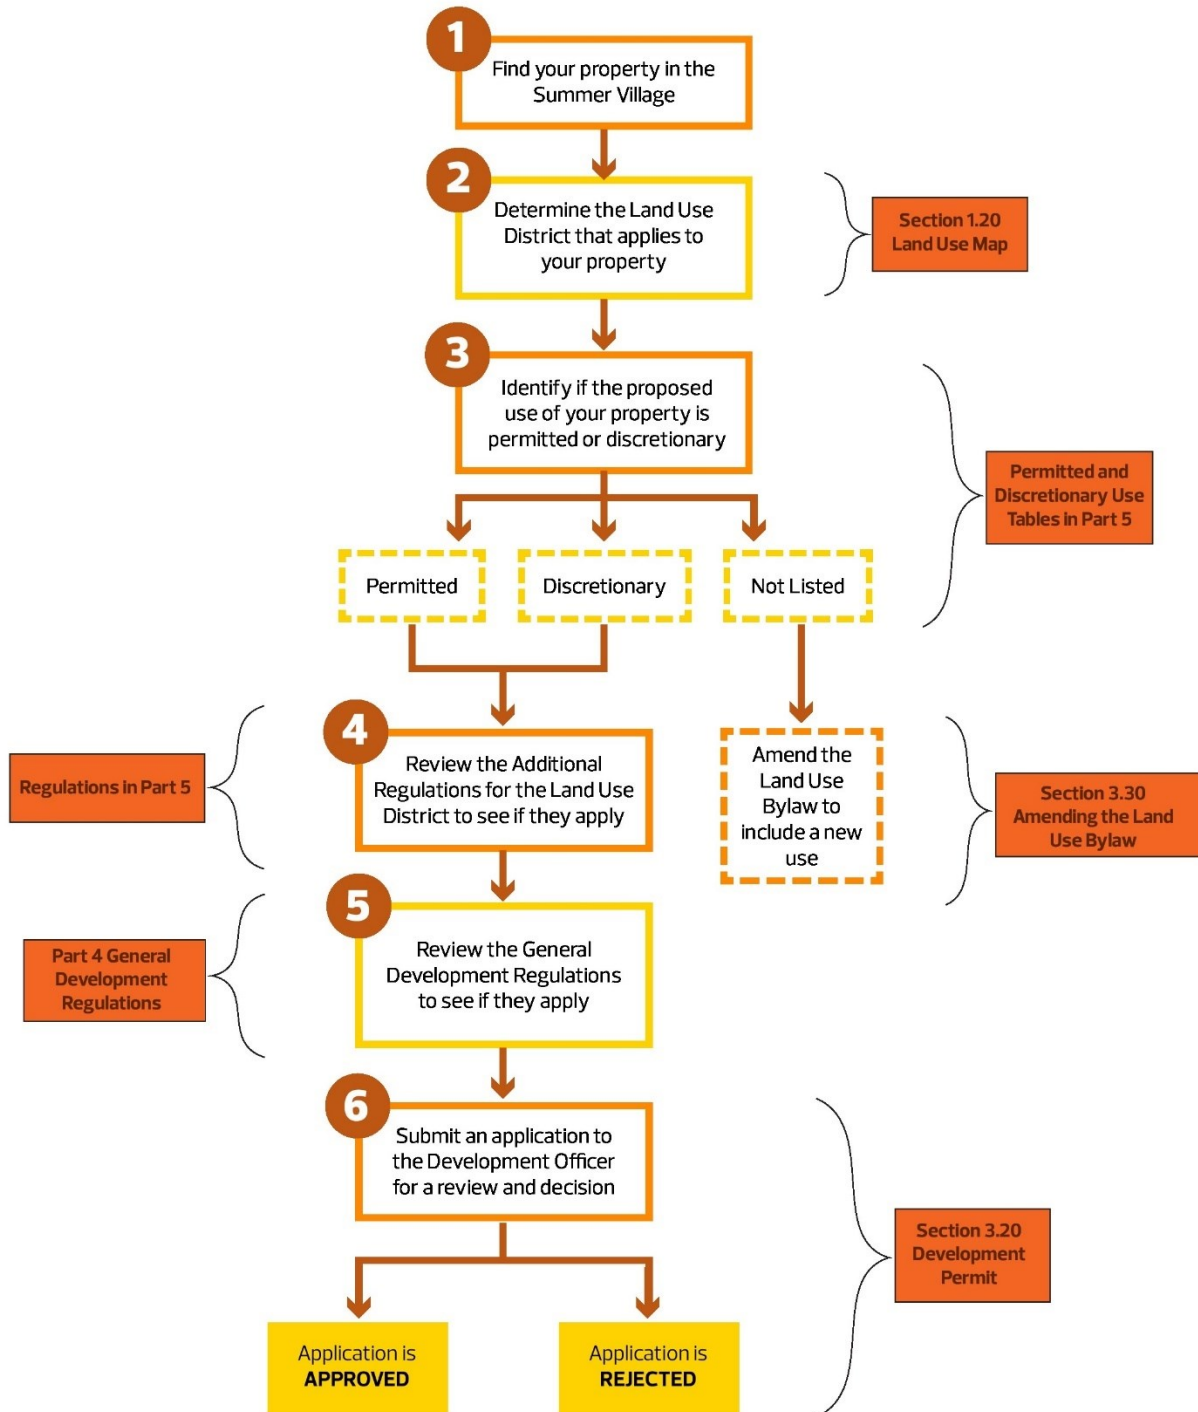 1
Find your property in the
Summer Village
2
Determine the Land Use
District that applies to
your property
Section 1.20
Land Use Map
3
Identify if the proposed
use of your property is
permitted or discretionary
Permitted and
Discretionary Use
Tables in Part 5
Permitted
Discretionary
Not Listed
4
Review the Additional
Regulations for the Land Use
District to see if they apply
Regulations in Part 5
Amend the
Land Use
Bylaw to
include a new
use
Section 3.30
Amending the Land
Use Bylaw
5
Review the General
Development Regulations
to see if they apply
Part 4 General
Development
Regulations
6
Submit an application to
the Development Officer
for a review and decision
Section 3.20
Development
Permit
Application is
APPROVED
Application is
REJECTED